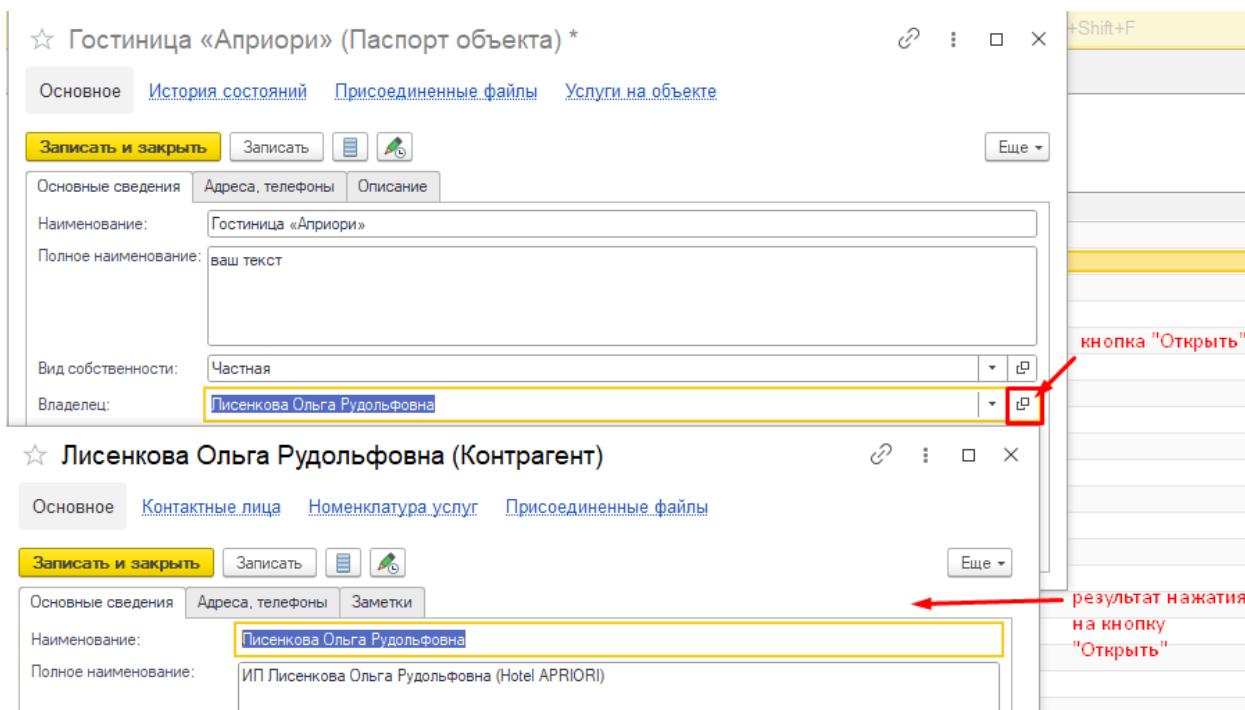 +Shift+F
Гостиница «Априори» (Паспорт объекта) *
Основное История состояний Присоединенные файлы Услуги на объекте
Записать и закрыть Записать Еще
Основные сведения Адреса, телефоны Описание
Наименование: Гостиница «Априори»
Полное наименование: ваш текст
кнопка "Открыть"
Вид собственности: Частная
Владелец: Лисенкова Ольга Рудольфовна
Лисенкова Ольга Рудольфовна (Контрагент)
Основное Контактные лица Номенклатура услуг Присоединенные файлы
Записать и закрыть Записать Еще
Основные сведения Адреса, телефоны Заметки
результат нажатия
на кнопку
"Открыть"
Наименование: Лисенкова Ольга Рудольфовна
Полное наименование: ИП Лисенкова Ольга Рудольфовна (Hotel APRIORI)